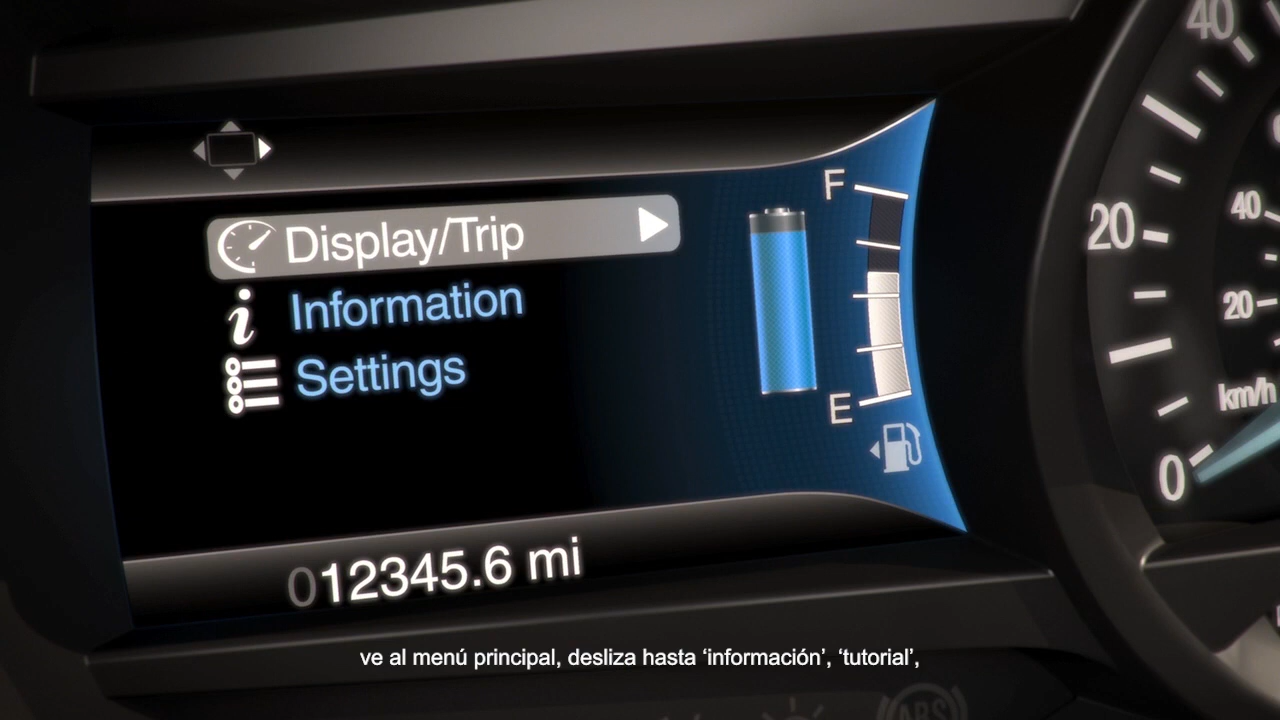 Display/Trip
Information
Settings
F
E
012345.6 mi
40
20
0
40
20
km/h
ABS
ve al menú principal, desliza hasta ‘información’, ‘tutorial’,